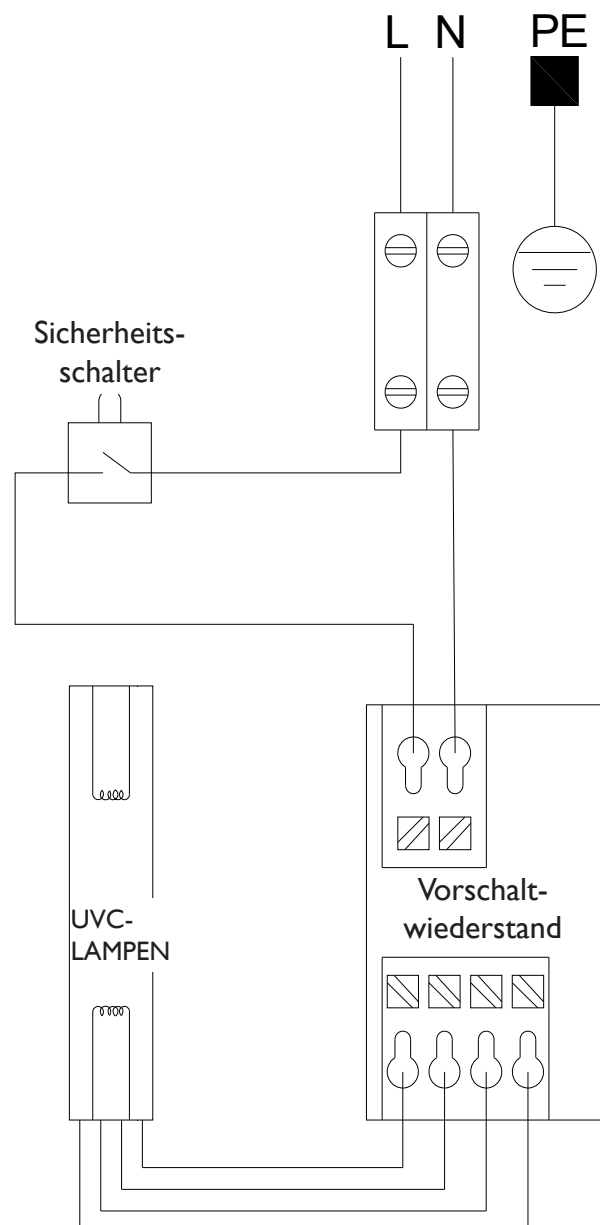 L N PE
Sicherheits-
schalter
UVC-
LAMPEN
Vorschalt-
wiederstand